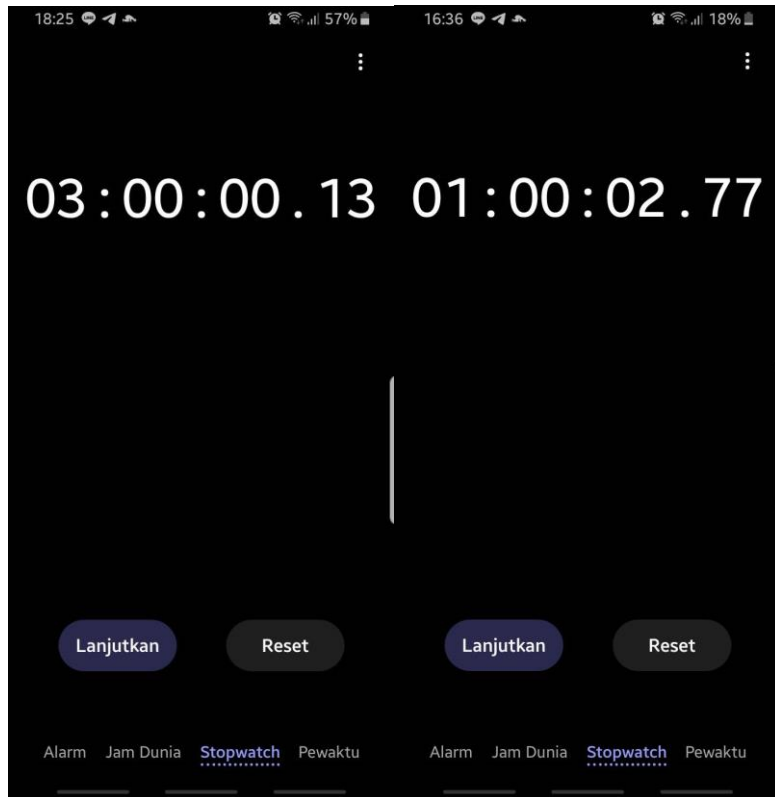 18:25 57%
03:00:00.13
Lanjutkan Reset
Alarm Jam Dunia Stopwatch Pewaktu
16:36 18%
01:00:02.77
Lanjutkan Reset
Alarm Jam Dunia Stopwatch Pewaktu